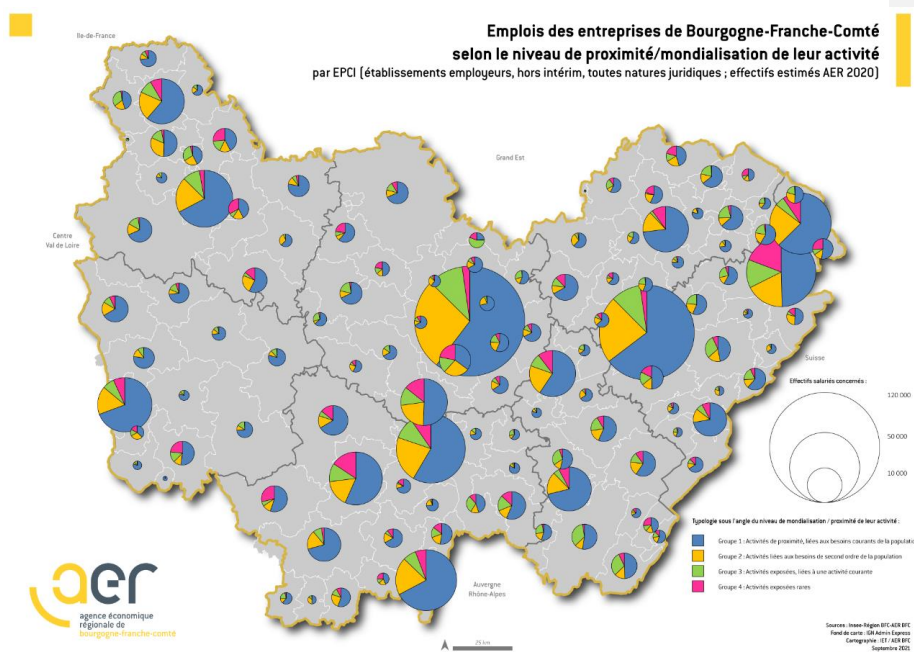 Emplois des entreprises de Bourgogne-Franche-Comté
selon le niveau de proximité/mondialisation de leur activité
par EPCI (établissements employeurs, hors intérim, toutes natures juridiques ; effectifs estimés AER 2020)
Ile-de-France
Grand Est
Centre
Val de Loire
Suisse
Effectifs salariés concernés :
120 000
50 000
10 000
Typologie sous l'angle du niveau de mondialisation / proximité de leur activité :
Groupe 1 : Activités de proximité, liées aux besoins courants de la populati
Groupe 2 : Activités liées aux besoins de second ordre de la population
Groupe 3 : Activités exposées, liées à une activité courante
Groupe 4 : Activités exposées rares
Auvergne
Rhône-Alpes
aer
agence économique
régionale de
bourgogne-franche-comté
25 km
Sources : Insee-Région BFC-AER BFC
Fond de carte : IGN Admin Express
Cartographie : IET / AER BFC
Septembre 2021